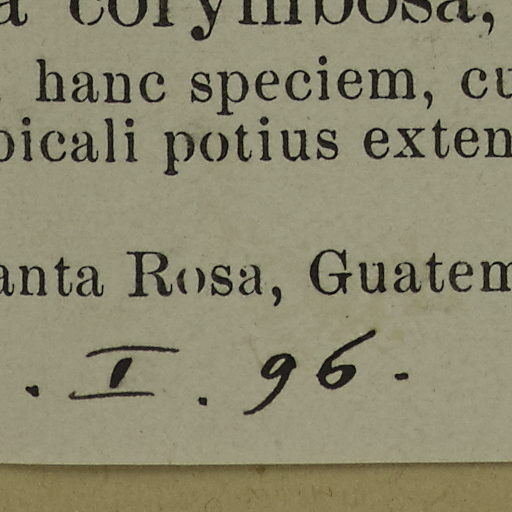 a corymbosa,
hanc speciem, cu
picali potius exten
anta Rosa, Guatem
. I . 96 .